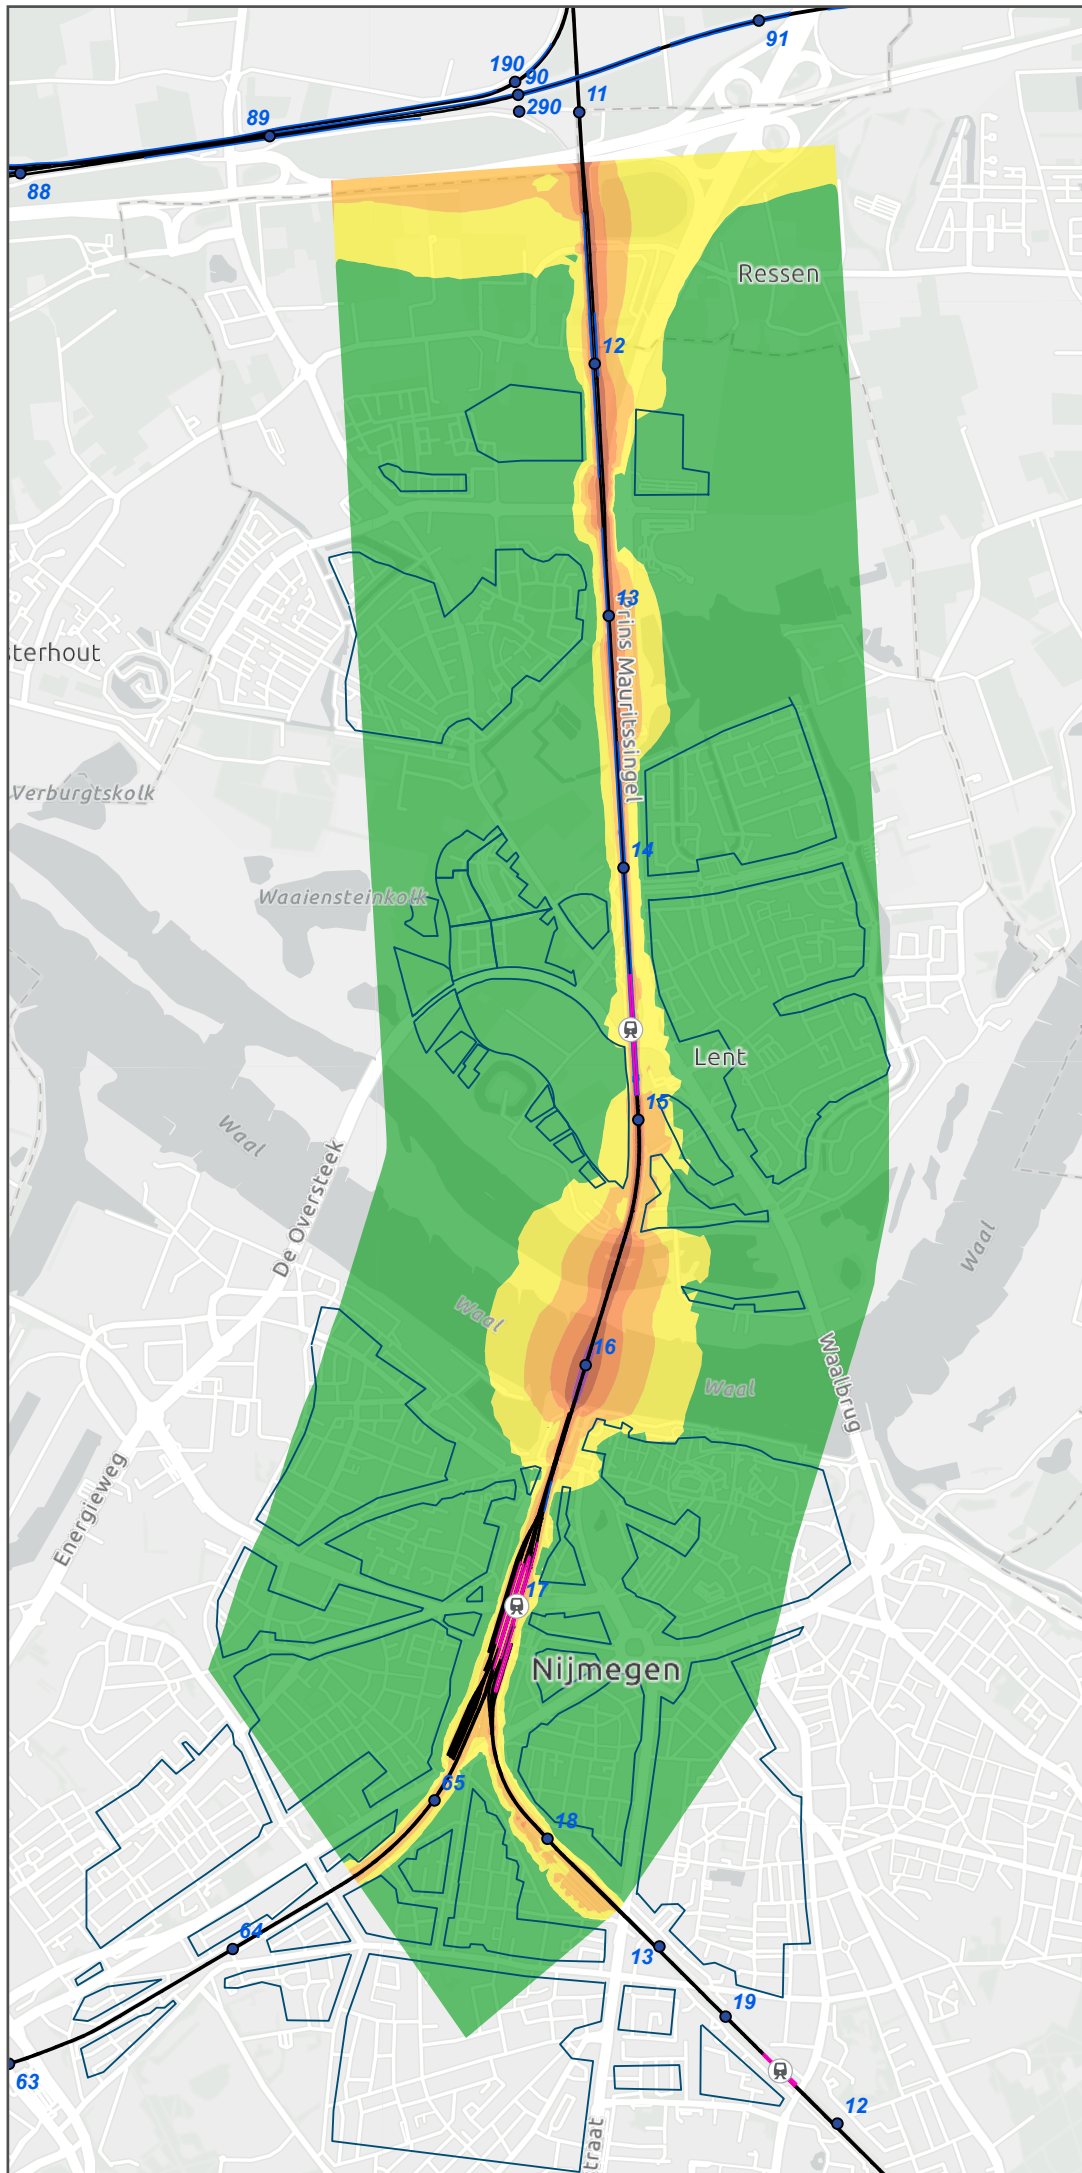 91
190
90
11
290
89
88
Ressen
12
13
Prins Mauritssingel
sterhout
Verburgtskolk
14
Waaiensteinkolk
Lent
15
Waal
De Oversteek
Waal
Waal
16
Waalbrug
Waal
Energieweg
17
Nijmegen
65
18
64
13
19
63
12
traat